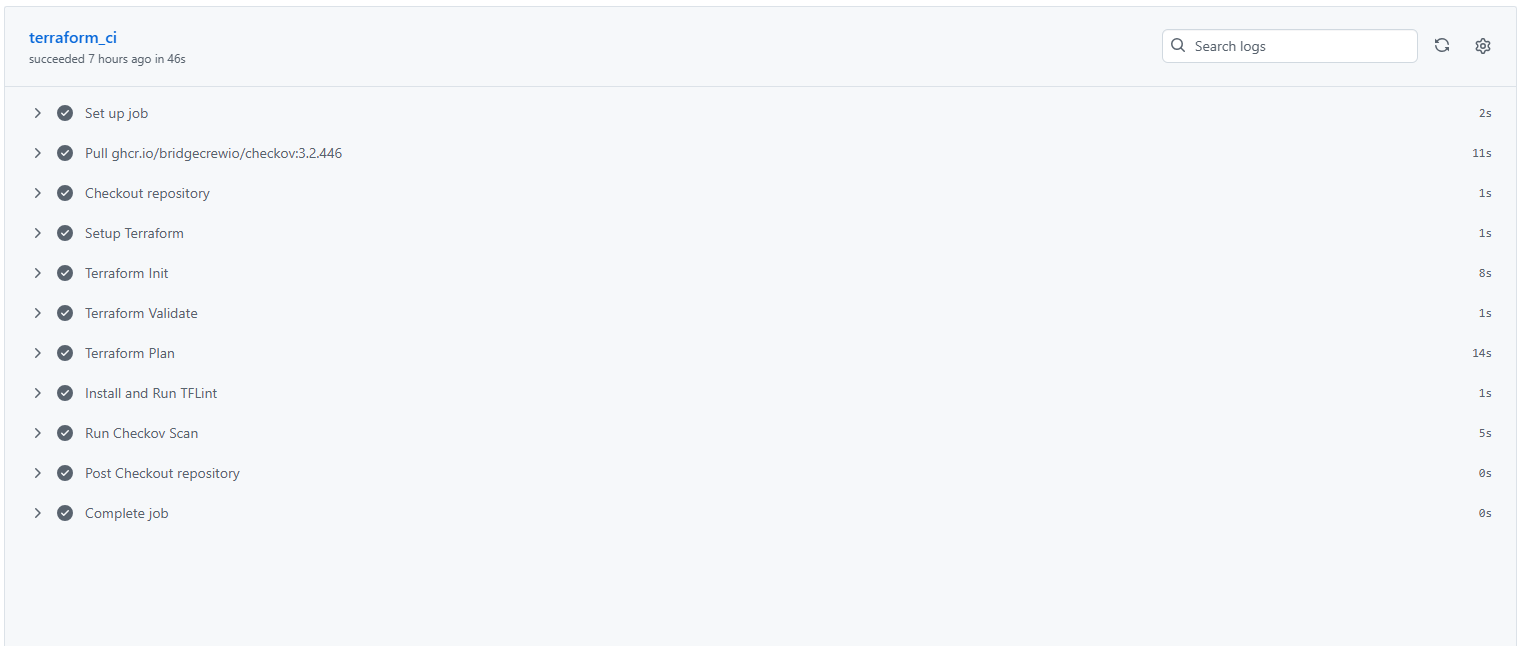 terraform_ci
succeeded 7 hours ago in 46s
Search logs
Set up job 2s
Pull ghcr.io/bridgecrewio/checkov:3.2.446 11s
Checkout repository 1s
Setup Terraform 1s
Terraform Init 8s
Terraform Validate 1s
Terraform Plan 14s
Install and Run TFLint 1s
Run Checkov Scan 5s
Post Checkout repository 0s
Complete job 0s